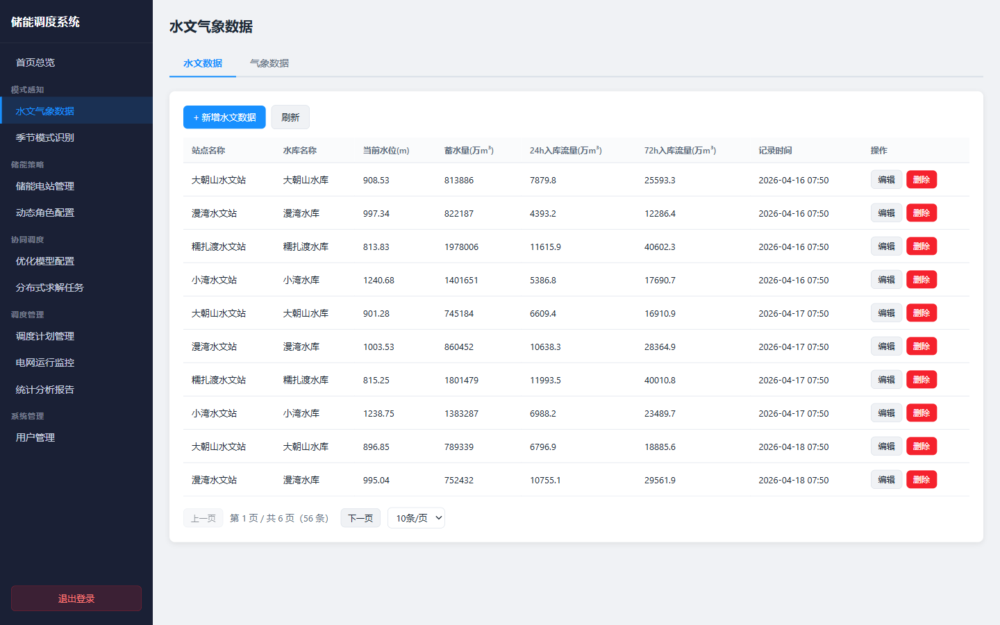 储能调度系统
首页总览
模式感知
水文气象数据
季节模式识别
储能策略
储能电站管理
动态角色配置
协同调度
优化模型配置
分布式求解任务
调度管理
调度计划管理
电网运行监控
统计分析报告
系统管理
用户管理
退出登录
水文气象数据
水文数据 气象数据
+ 新增水文数据 刷新
站点名称 水库名称 当前水位(m) 蓄水量(万m³) 24h入库流量(万m³) 72h入库流量(万m³) 记录时间 操作
大朝山水文站 大朝山水库 908.53 813886 7879.8 25593.3 2026-04-16 07:50 编辑 删除
漫湾水文站 漫湾水库 997.34 822187 4393.2 12286.4 2026-04-16 07:50 编辑 删除
糯扎渡水文站 糯扎渡水库 813.83 1978006 11615.9 40602.3 2026-04-16 07:50 编辑 删除
小湾水文站 小湾水库 1240.68 1401651 5386.8 17690.7 2026-04-16 07:50 编辑 删除
大朝山水文站 大朝山水库 901.28 745184 6609.4 16910.9 2026-04-17 07:50 编辑 删除
漫湾水文站 漫湾水库 1003.53 860452 10638.3 28364.9 2026-04-17 07:50 编辑 删除
糯扎渡水文站 糯扎渡水库 815.25 1801479 11993.5 40010.8 2026-04-17 07:50 编辑 删除
小湾水文站 小湾水库 1238.75 1383287 6988.2 23489.7 2026-04-17 07:50 编辑 删除
大朝山水文站 大朝山水库 896.85 789339 6796.9 18885.6 2026-04-18 07:50 编辑 删除
漫湾水文站 漫湾水库 995.04 752432 10755.1 29561.9 2026-04-18 07:50 编辑 删除
上一页 第 1 页 / 共 6 页（56 条） 下一页 10条/页